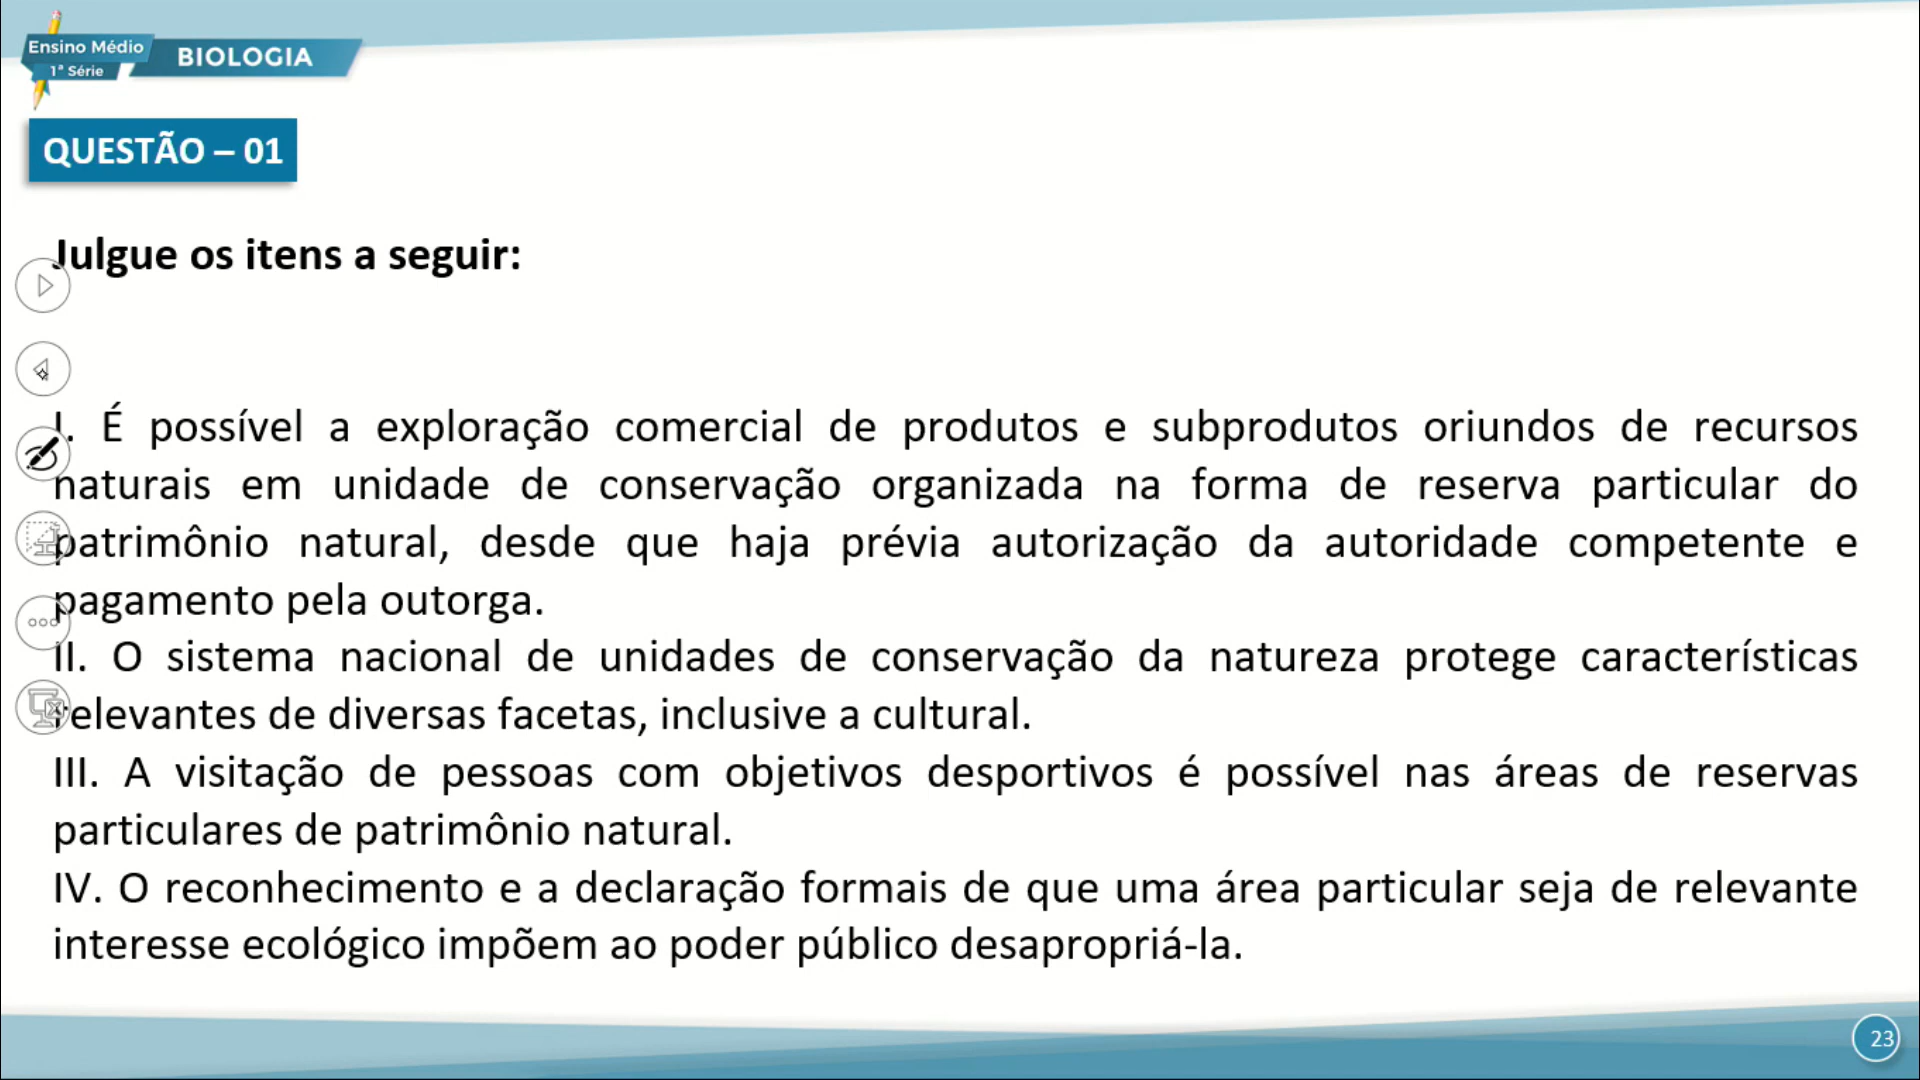 Ensino Médio
1ª Série
BIOLOGIA
QUESTÃO – 01
Julgue os itens a seguir:
I. É possível a exploração comercial de produtos e subprodutos oriundos de recursos
naturais em unidade de conservação organizada na forma de reserva particular do
patrimônio natural, desde que haja prévia autorização da autoridade competente e
pagamento pela outorga.
II. O sistema nacional de unidades de conservação da natureza protege características
relevantes de diversas facetas, inclusive a cultural.
III. A visitação de pessoas com objetivos desportivos é possível nas áreas de reservas
particulares de patrimônio natural.
IV. O reconhecimento e a declaração formais de que uma área particular seja de relevante
interesse ecológico impõem ao poder público desapropriá-la.
23